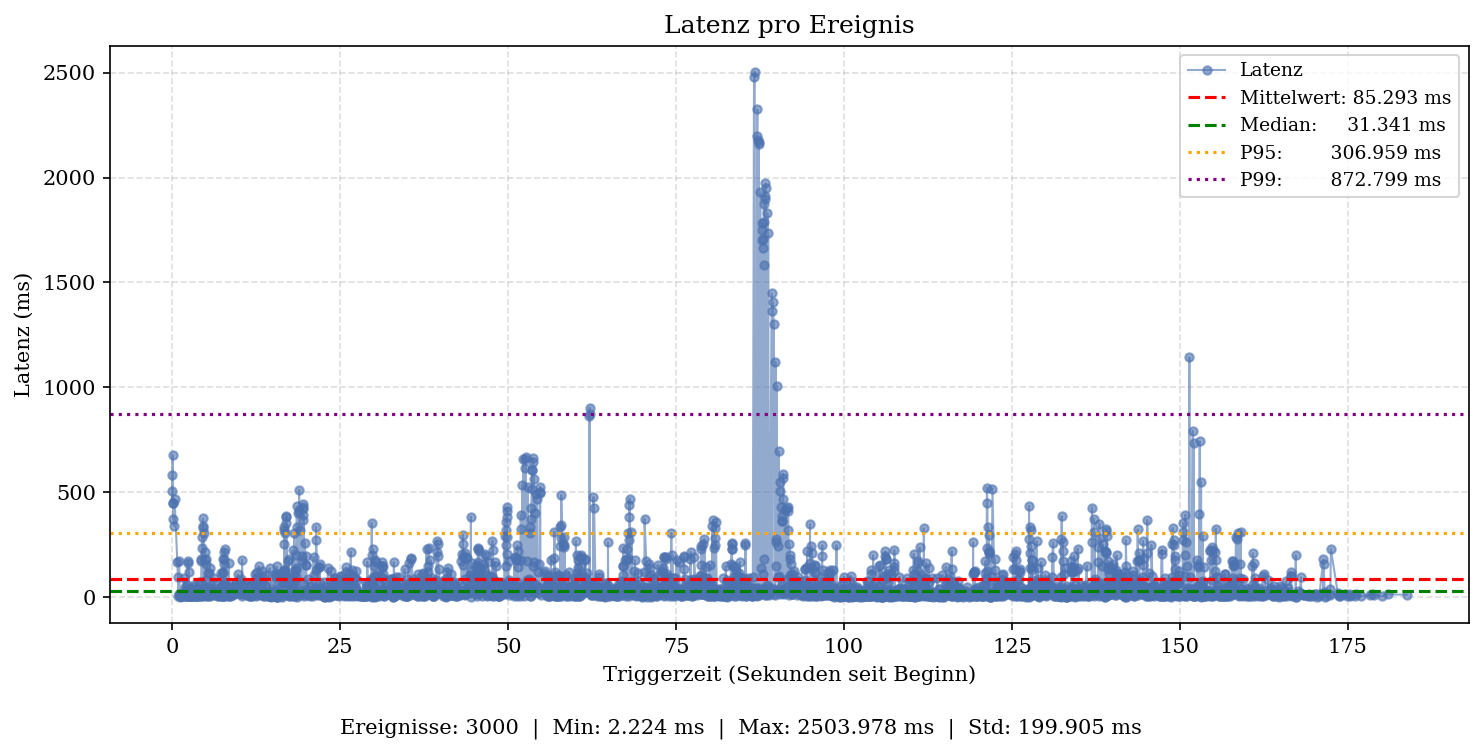 Latenz pro Ereignis
Latenz
Mittelwert: 85.293 ms
Median: 31.341 ms
P95: 306.959 ms
P99: 872.799 ms
Latenz (ms)
2500
2000
1500
1000
500
0
0 25 50 75 100 125 150 175
Triggerzeit (Sekunden seit Beginn)
Ereignisse: 3000 | Min: 2.224 ms | Max: 2503.978 ms | Std: 199.905 ms